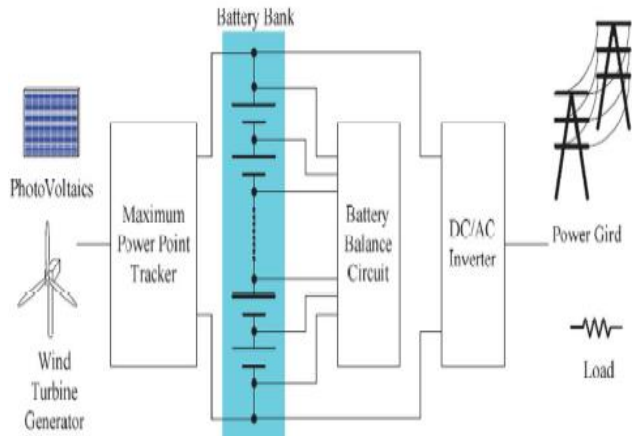 Battery Bank
PhotoVoltaics
Wind
Turbine
Generator
Maximum
Power Point
Tracker
Battery
Balance
Circuit
DC/AC
Inverter
Power Gird
Load